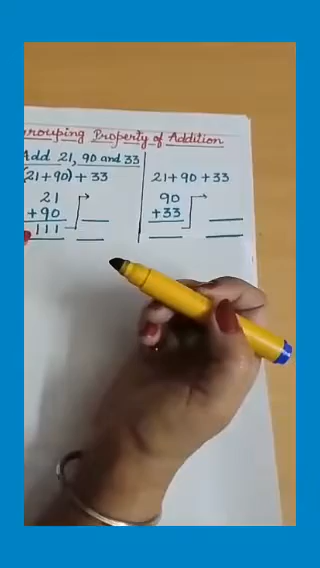 rouping Property of Addition
Add 21, 90 and 33
(21+90) + 33
21
+90
111
21+90 +33
90
+33